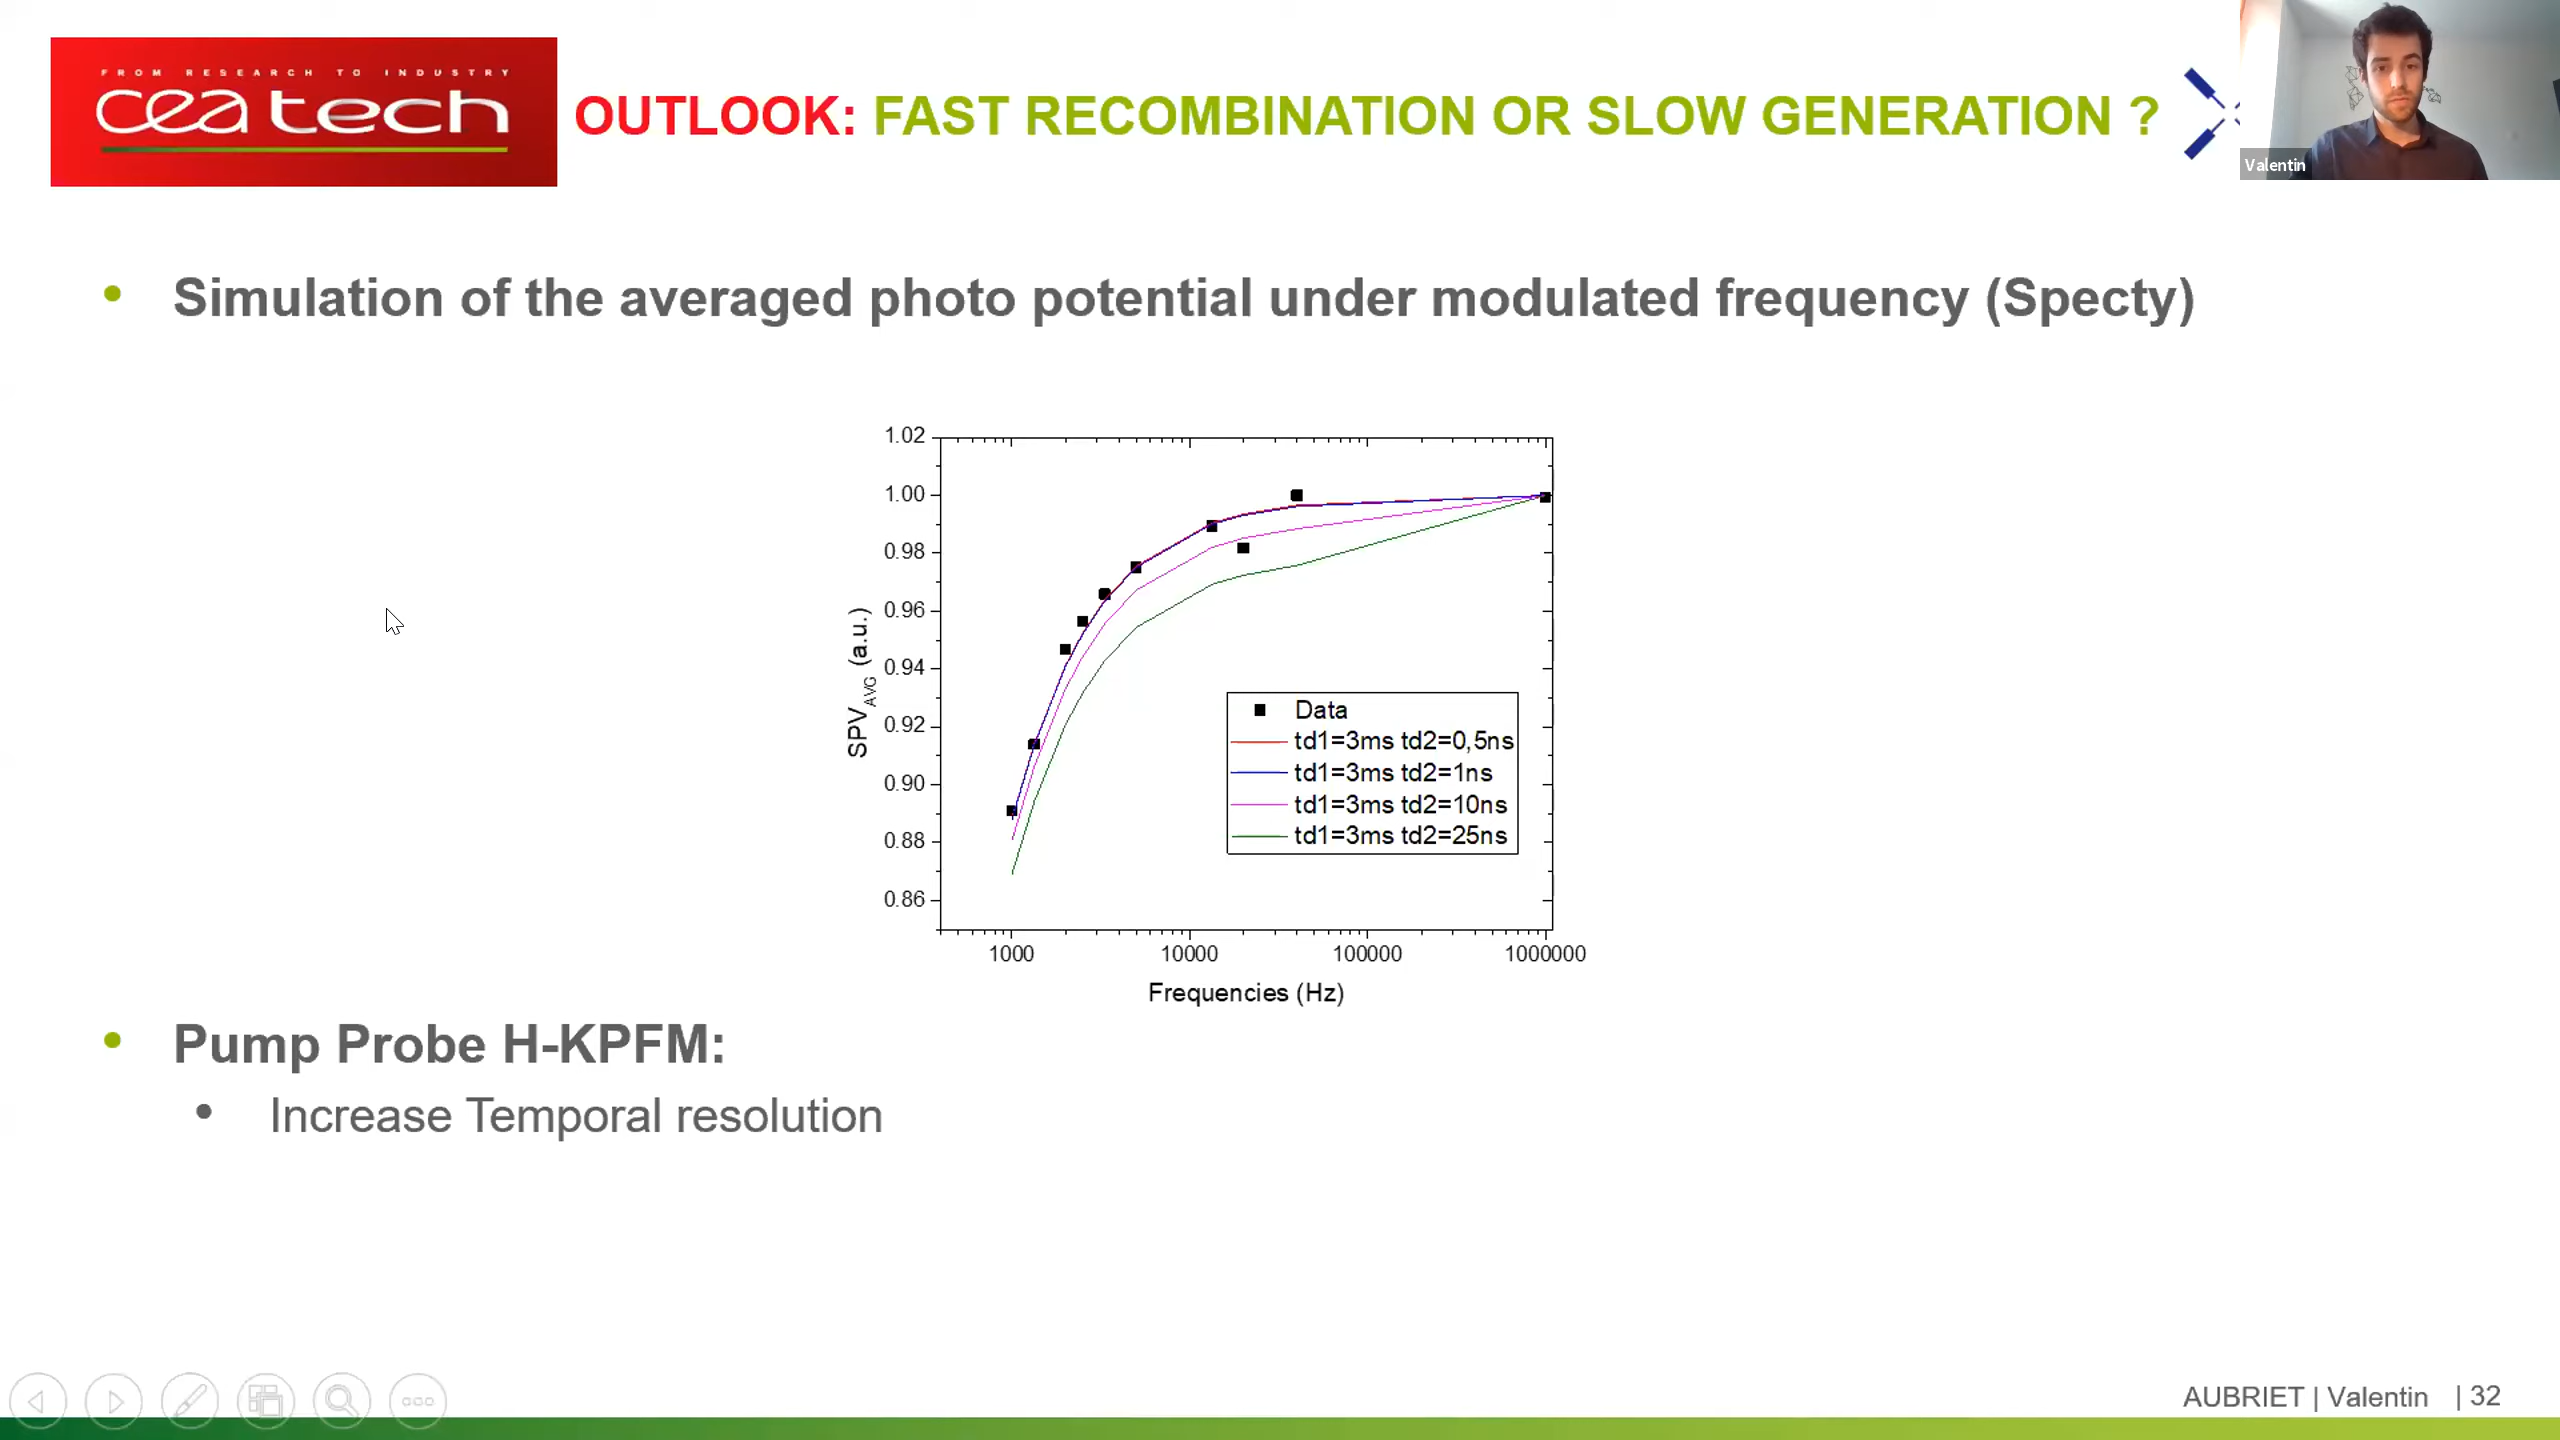 FROM RESEARCH TO INDUSTRY
cea tech
OUTLOOK: FAST RECOMBINATION OR SLOW GENERATION ?
Valentin
• Simulation of the averaged photo potential under modulated frequency (Specty)
1.02
1.00
0.98
0.96
0.94
0.92
0.90
0.88
0.86
SPVAVG (a.u.)
Data
td1=3ms td2=0,5ns
td1=3ms td2=1ns
td1=3ms td2=10ns
td1=3ms td2=25ns
1000 10000 100000 1000000
Frequencies (Hz)
• Pump Probe H-KPFM:
• Increase Temporal resolution
AUBRIET | Valentin | 32